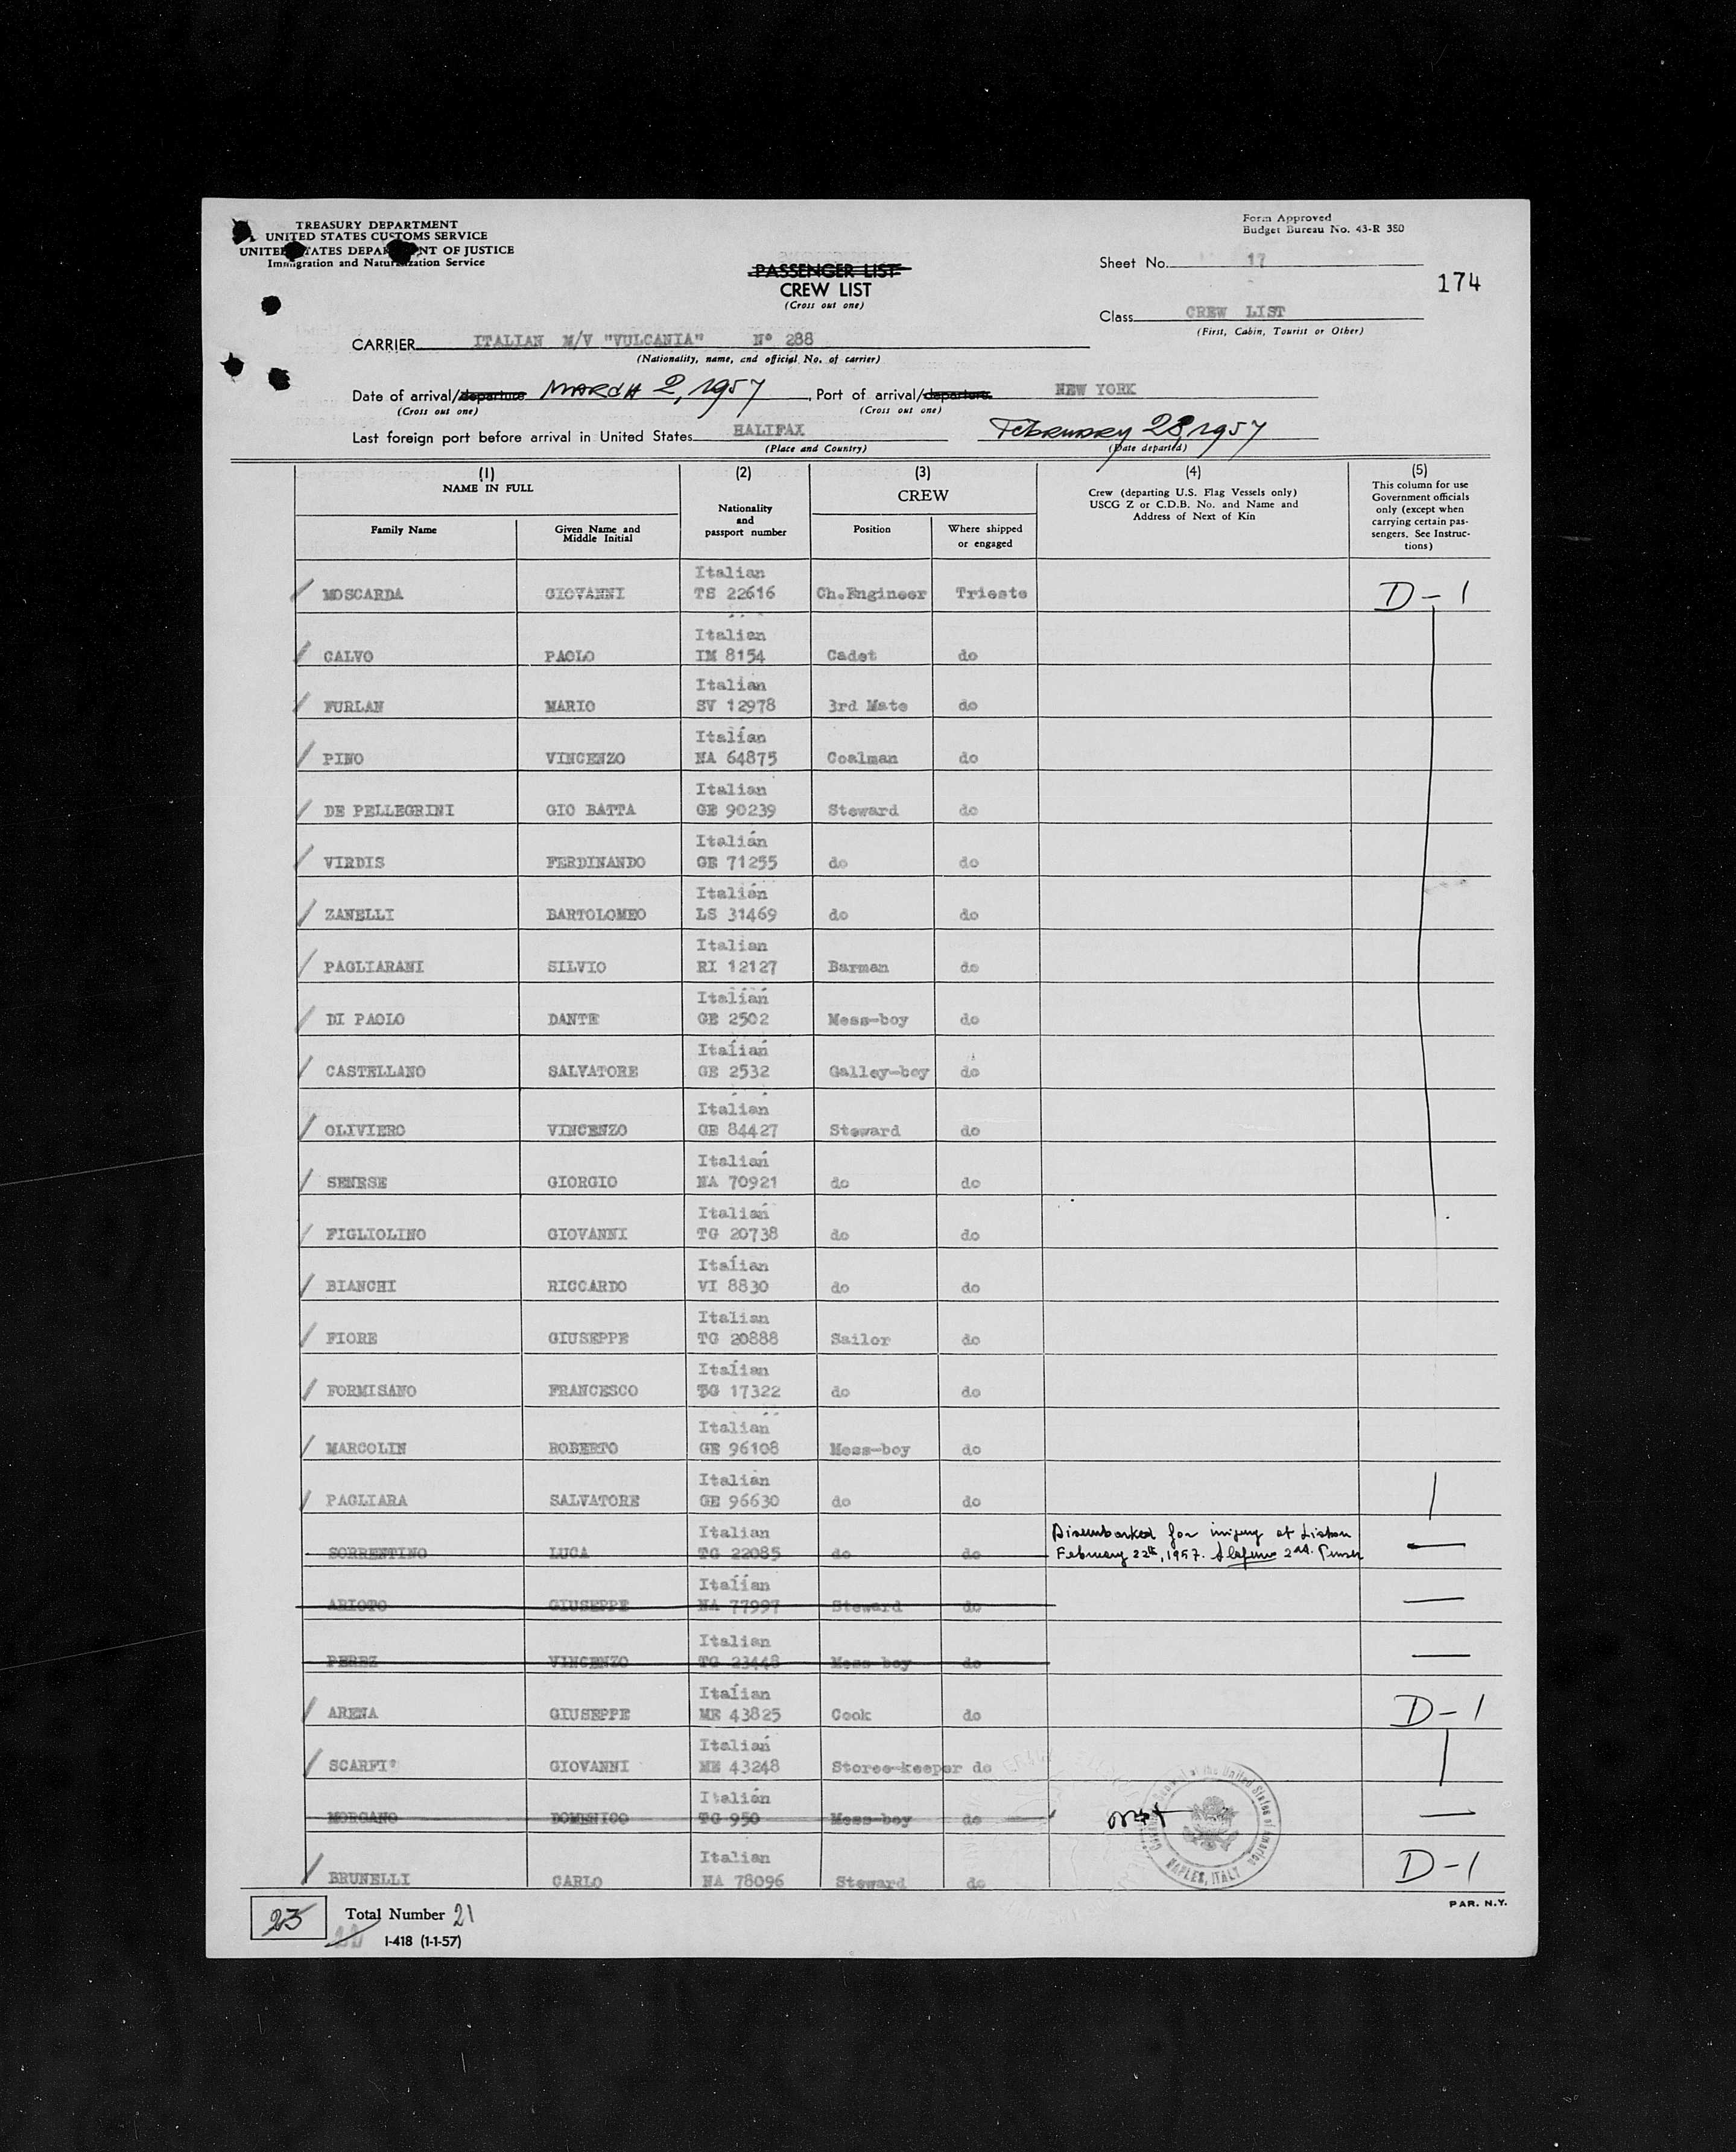 TREASURY DEPARTMENT
UNITED STATES CUSTOMS SERVICE
UNITED STATES DEPARTMENT OF JUSTICE
Immigration and Naturalization Service
Form Approved
Budget Bureau No. 43-R 380
PASSENGER LIST
CREW LIST
(Cross out one)
Sheet No. 17
174
Class CREW LIST
(First, Cabin, Tourist or Other)
CARRIER ITALIAN M/V "VULCANIA" Nº 288
(Nationality, name, and official No. of carrier)
Date of arrival/departure MARCH 2, 1957, Port of arrival/departure NEW YORK
(Cross out one) (Cross out one)
Last foreign port before arrival in United States HALIFAX February 28, 1957
(Place and Country) (Date departed)
(1) NAME IN FULL
Family Name
Given Name and Middle Initial
(2)
Nationality and passport number
(3)
CREW
Position
Where shipped or engaged
(4)
Crew (departing U.S. Flag Vessels only)
USCG Z or C.D.B. No. and Name and
Address of Next of Kin
(5)
This column for use
Government officials
only (except when
carrying certain pas-
sengers. See Instruc-
tions)
Italian
MOSCARDA GIOVANNI TS 22616 Ch.Engineer Trieste D-1
Italian
CALVO PAOLO IM 8154 Cadet do
Italian
FURLAN MARIO SV 12978 3rd Mate do
Italian
PINO VINCENZO NA 64875 Coalman do
Italian
DE PELLEGRINI GIO BATTA GE 90239 Steward do
Italian
VIRDIS FERDINANDO GE 71255 do do
Italian
ZANELLI BARTOLOMEO LS 31469 do do
Italian
PAGLIARANI SILVIO RI 12127 Barman do
Italian
DI PAOLO DANTE GE 2502 Mess-boy do
Italian
CASTELLANO SALVATORE GE 2532 Galley-boy do
Italian
OLIVIERO VINCENZO GE 84427 Steward do
Italian
SENESE GIORGIO NA 70921 do do
Italian
FIGLIOLINO GIOVANNI TG 20738 do do
Italian
BIANCHI RICCARDO VI 8830 do do
Italian
FIORE GIUSEPPE TG 20888 Sailor do
Italian
FORMISANO FRANCESCO TG 17322 do do
Italian
MARCOLIN ROBERTO GE 96108 Mess-boy do
Italian
PAGLIARA SALVATORE GE 96630 do do
Italian Disembarked for injury at Lisbon
SORRENTINO LUCA TG 22085 do do February 22th, 1957. 2nd. Purser
Italian
ARIOTO GIUSEPPE NA 77997 Steward do
Italian
PEREZ VINCENZO TG 23448 Mess-boy do
Italian
ARENA GIUSEPPE ME 43825 Cook do D-1
Italian
SCARFI° GIOVANNI ME 43248 Store-keeper do
Italian
MORGANO DOMENICO TG 950 Mess-boy do
Italian
BRUNELLI CARLO NA 78096 Steward do D-1
of the United States of America
NAPLES, ITALY
PAR. N.Y.
23 Total Number 21
I-418 (1-1-57)